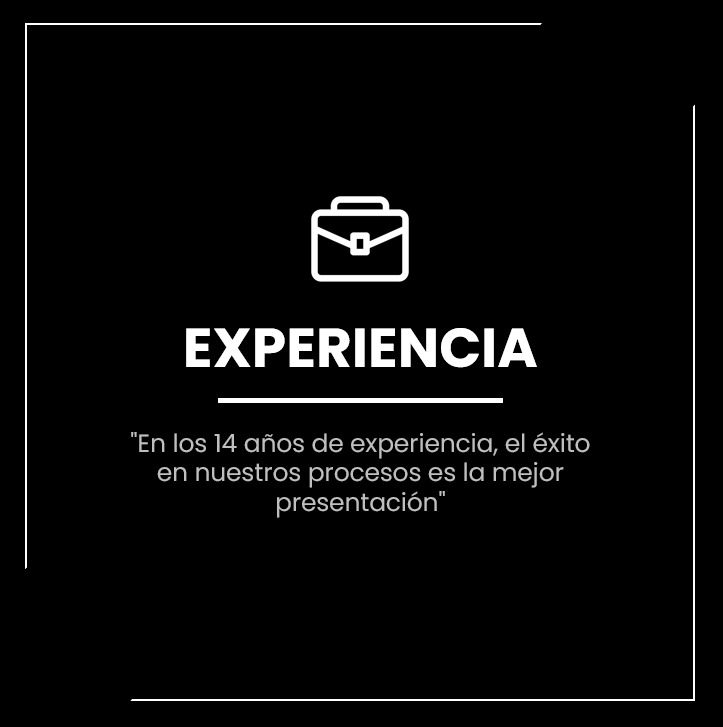 EXPERIENCIA
"En los 14 años de experiencia, el éxito
en nuestros procesos es la mejor
presentación"